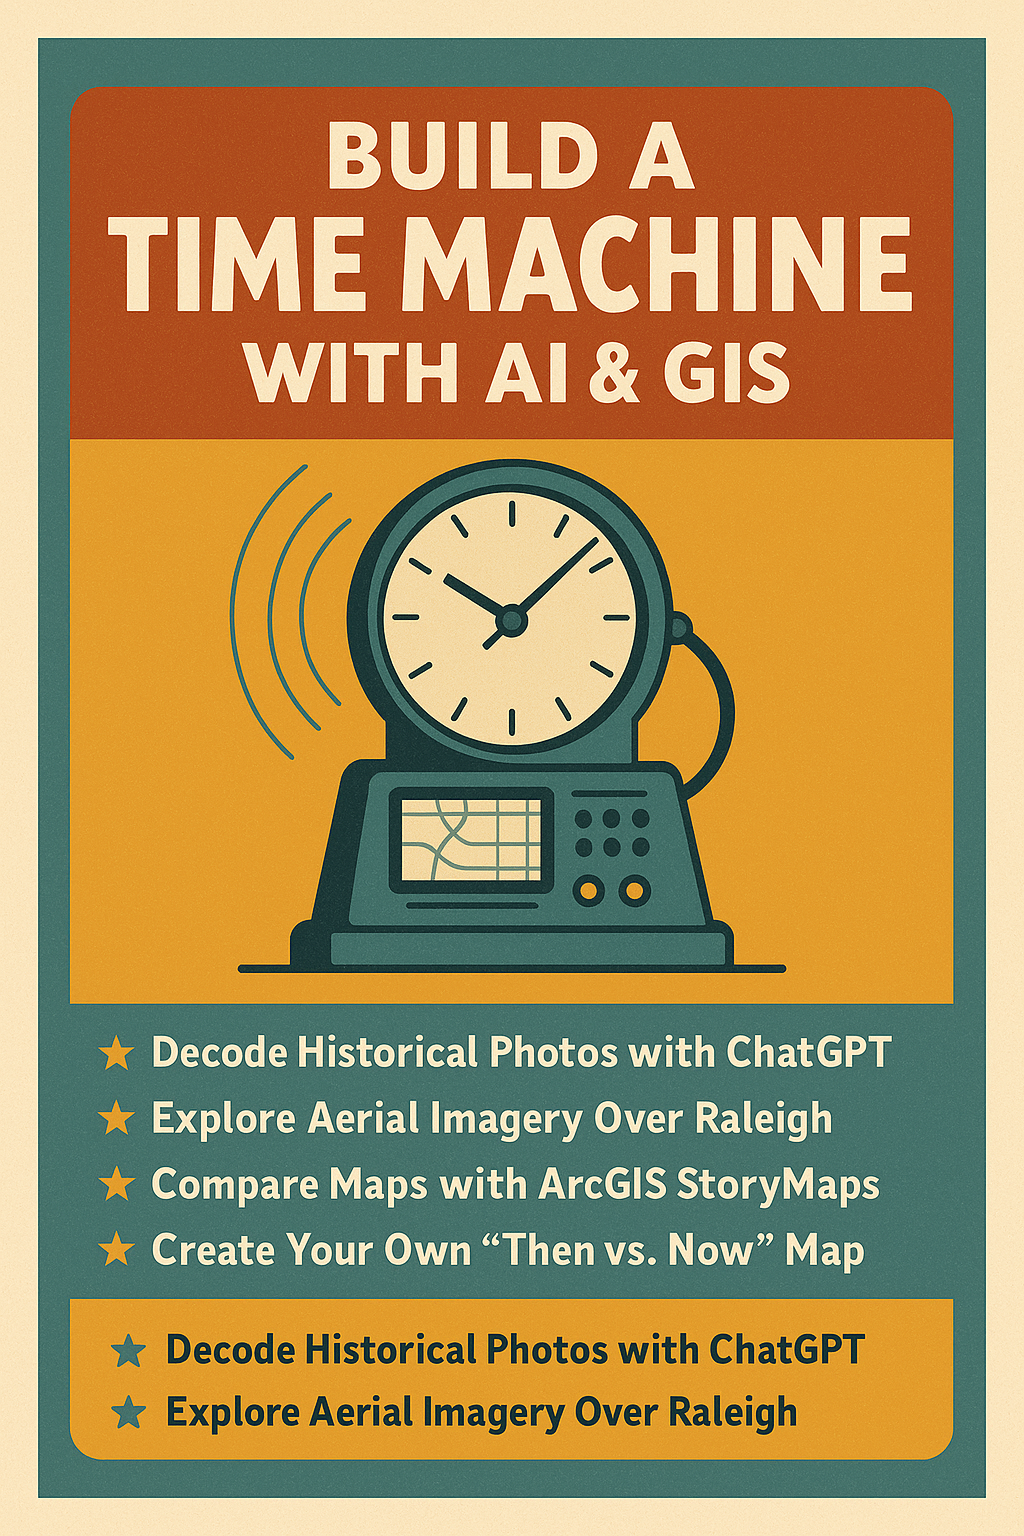 BUILD A
TIME MACHINE
WITH AI & GIS
Decode Historical Photos with ChatGPT
Explore Aerial Imagery Over Raleigh
Compare Maps with ArcGIS StoryMaps
Create Your Own “Then vs. Now” Map
Decode Historical Photos with ChatGPT
Explore Aerial Imagery Over Raleigh